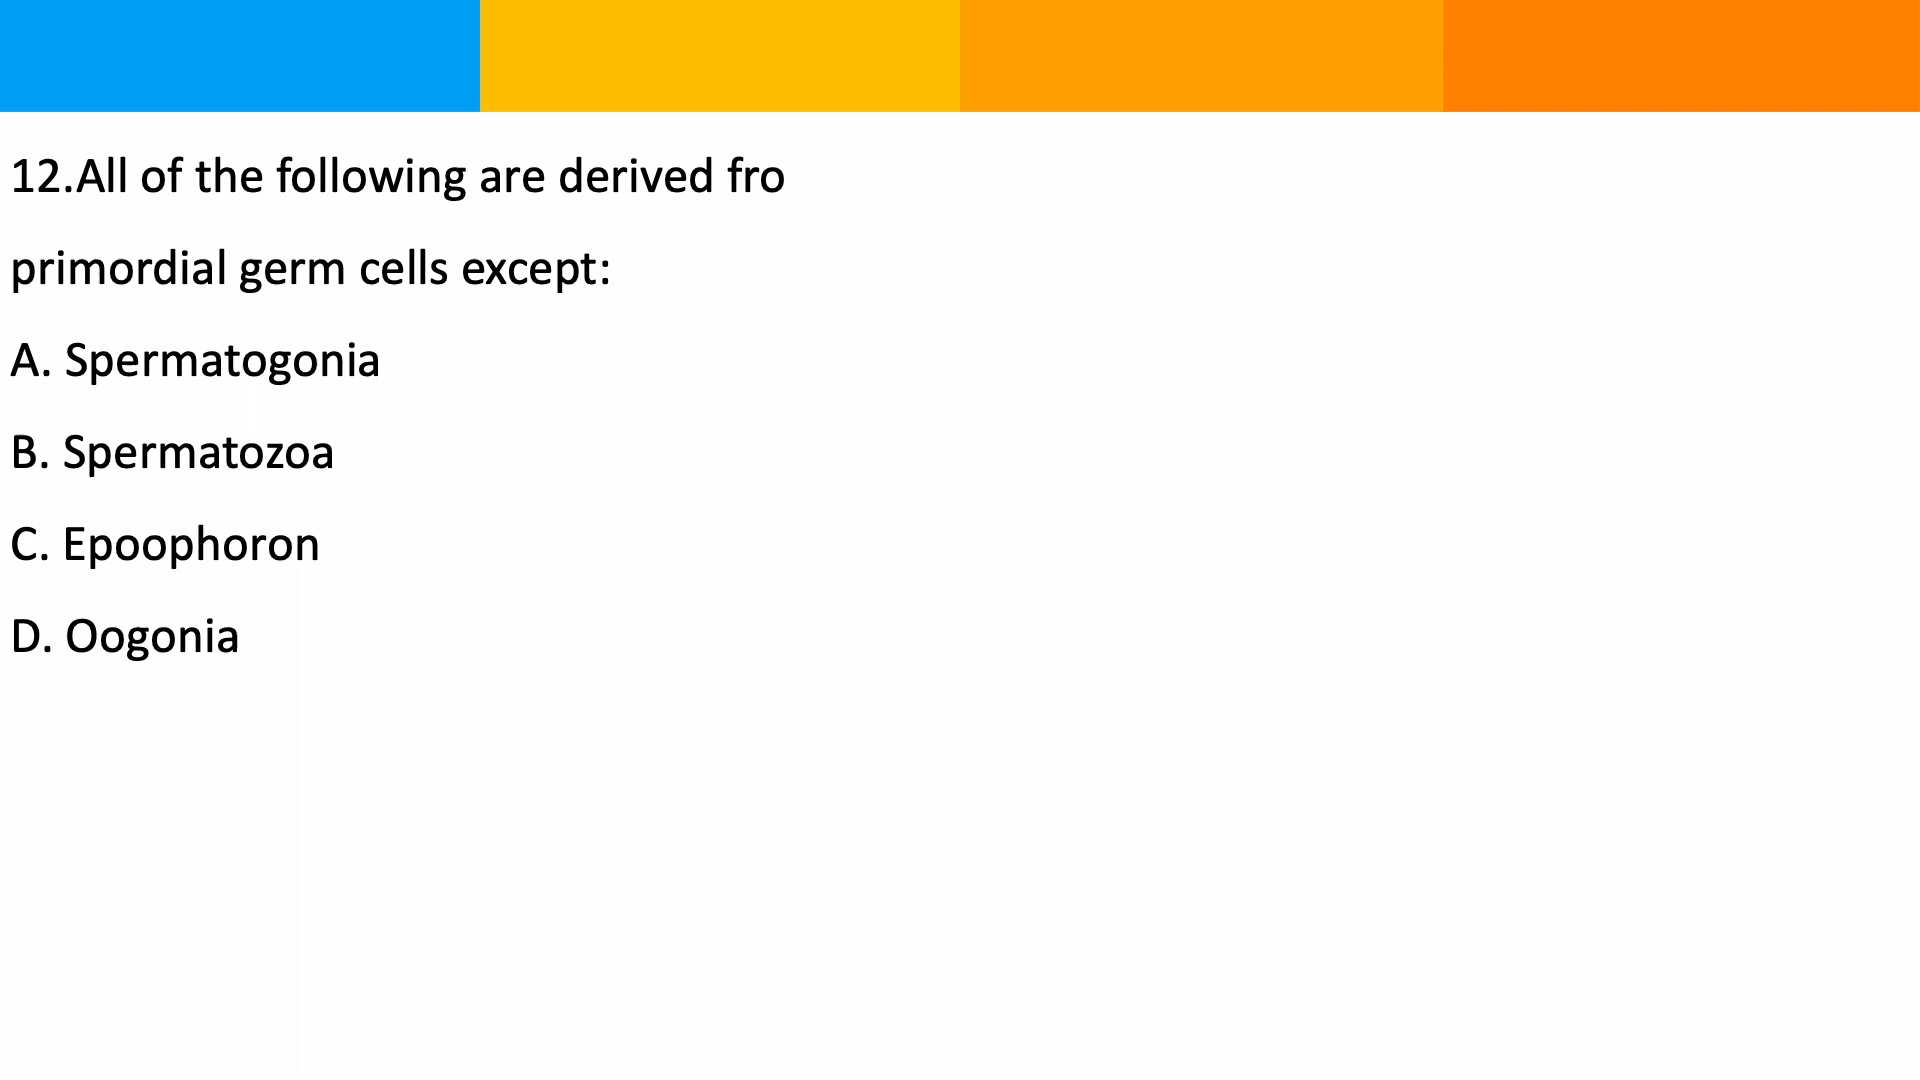 12.All of the following are derived fro
primordial germ cells except:
A. Spermatogonia
B. Spermatozoa
C. Epoophoron
D. Oogonia